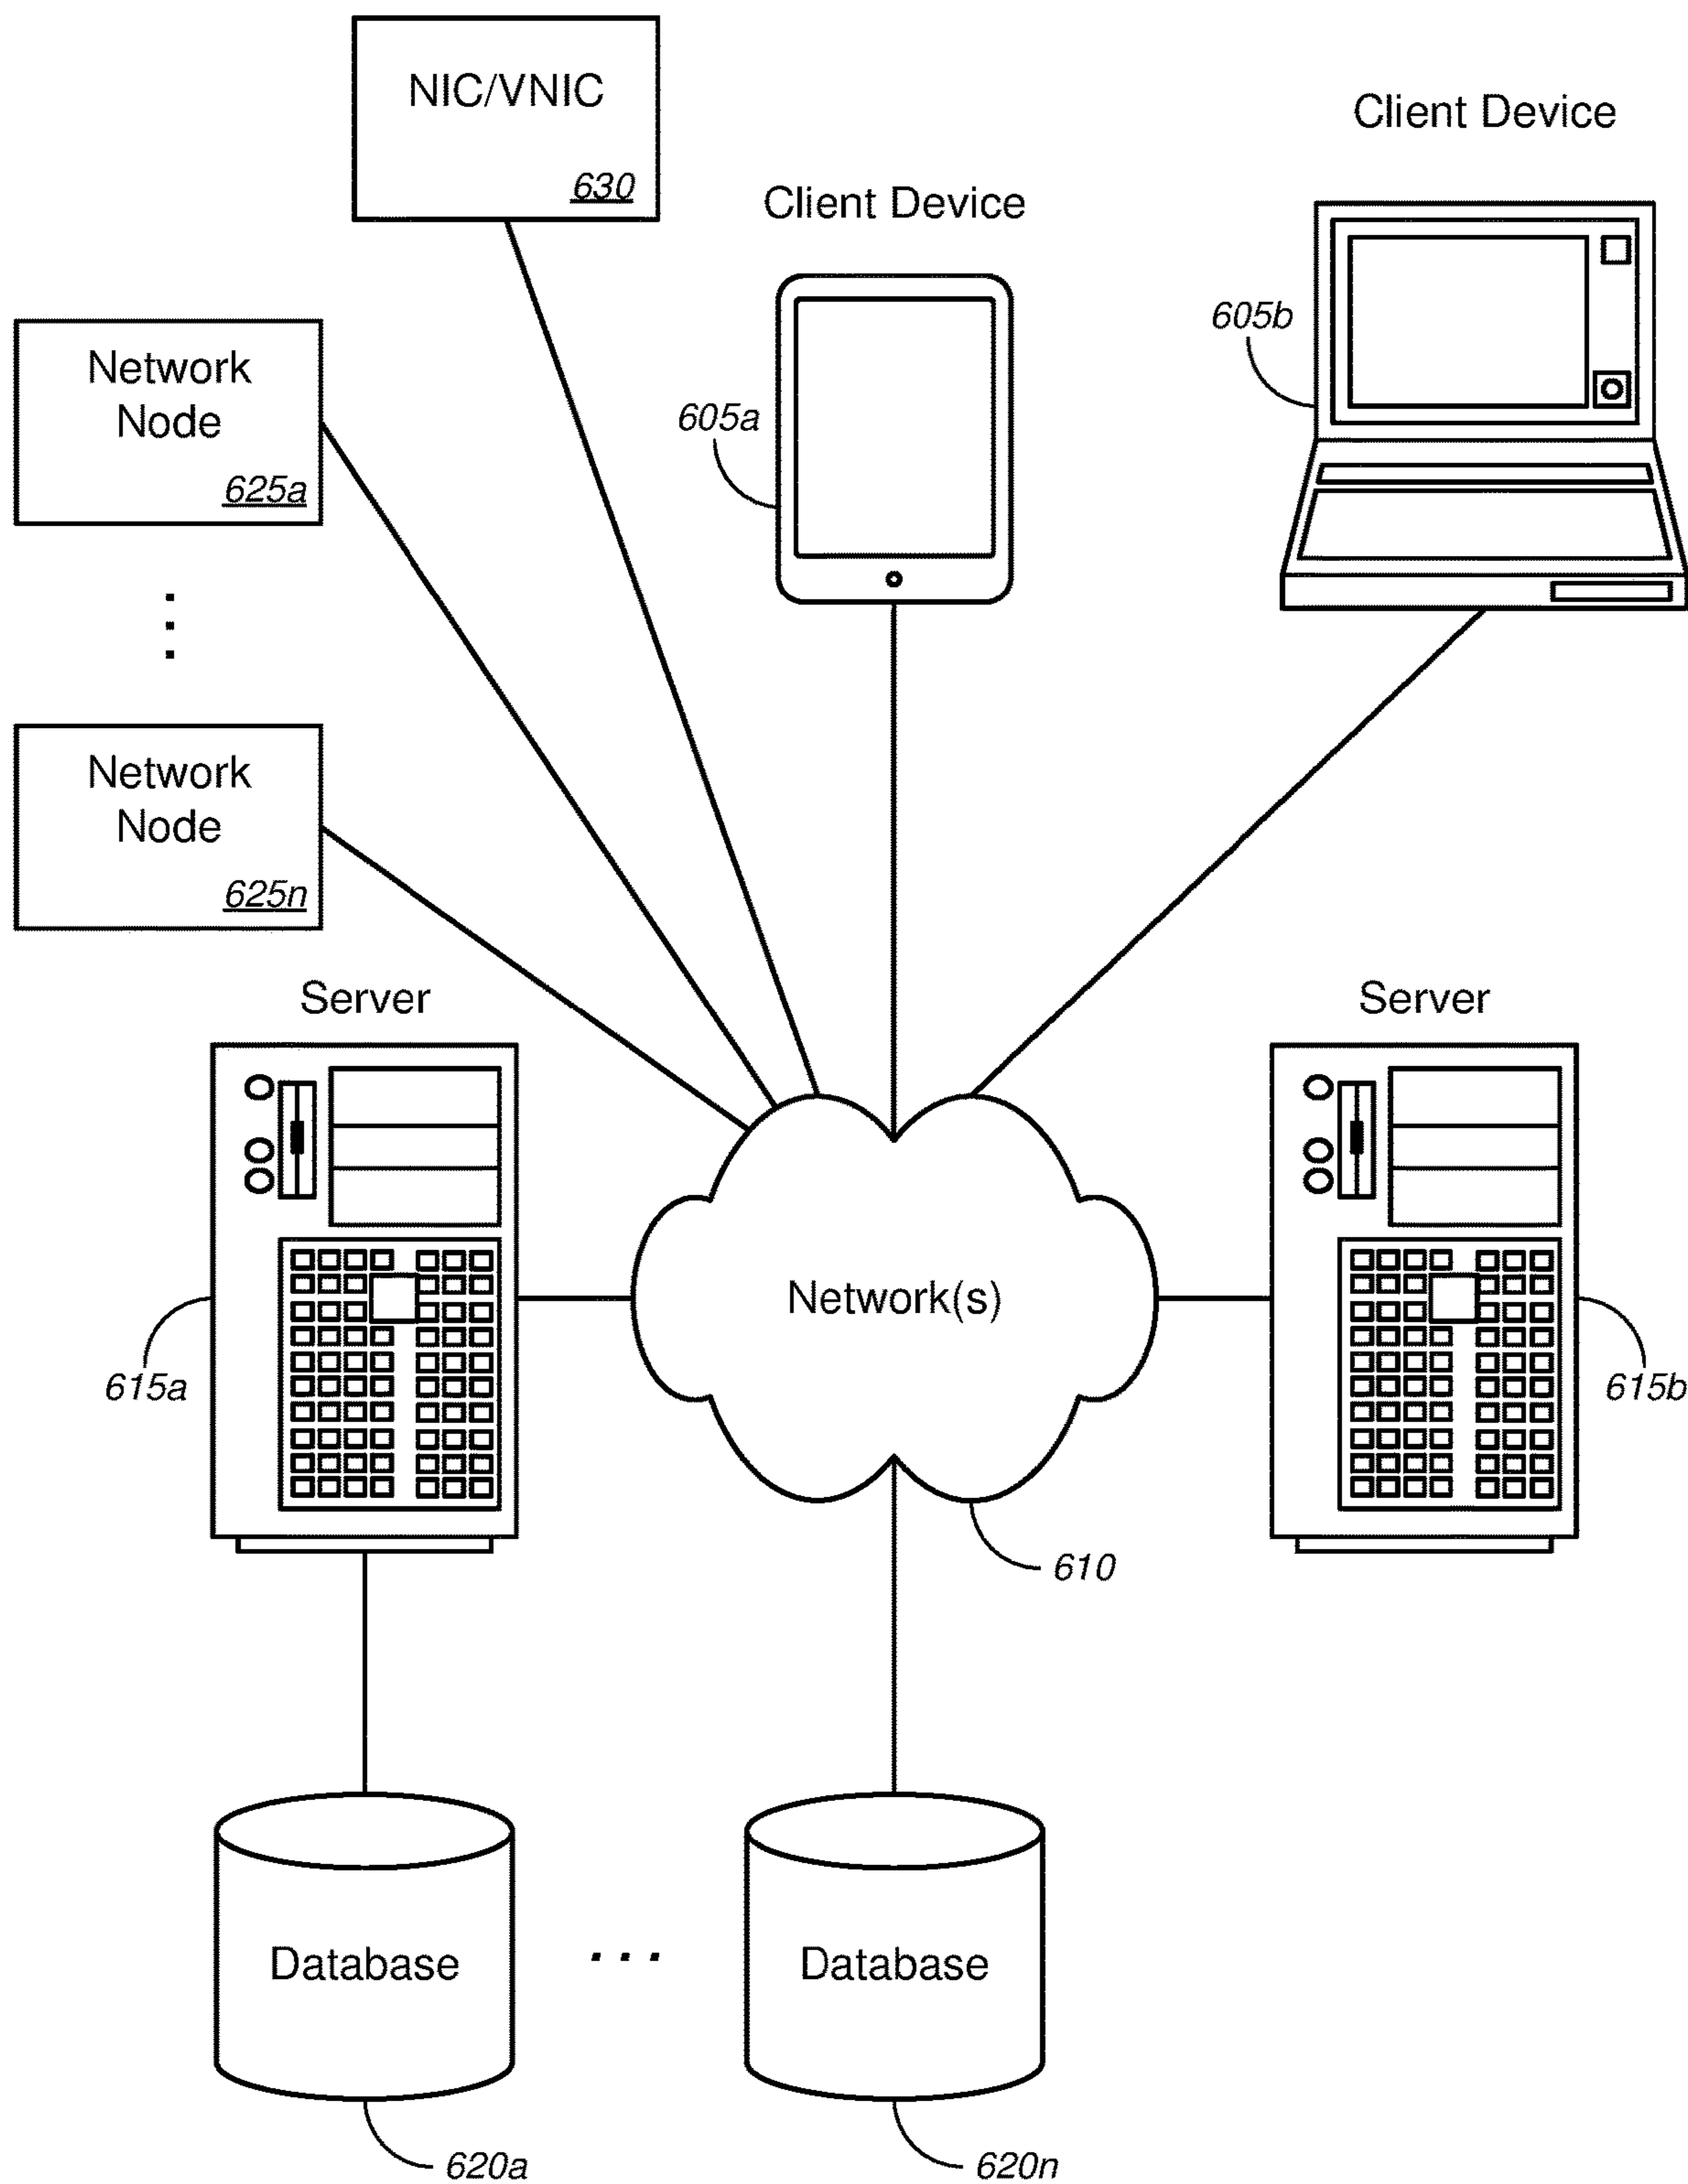 NIC/VNIC
630
Client Device
Client Device
605b
605a
Network
Node
625a
Network
Node
625n
Server
Server
Network(s)
615a
615b
610
Database
Database
620a
620n